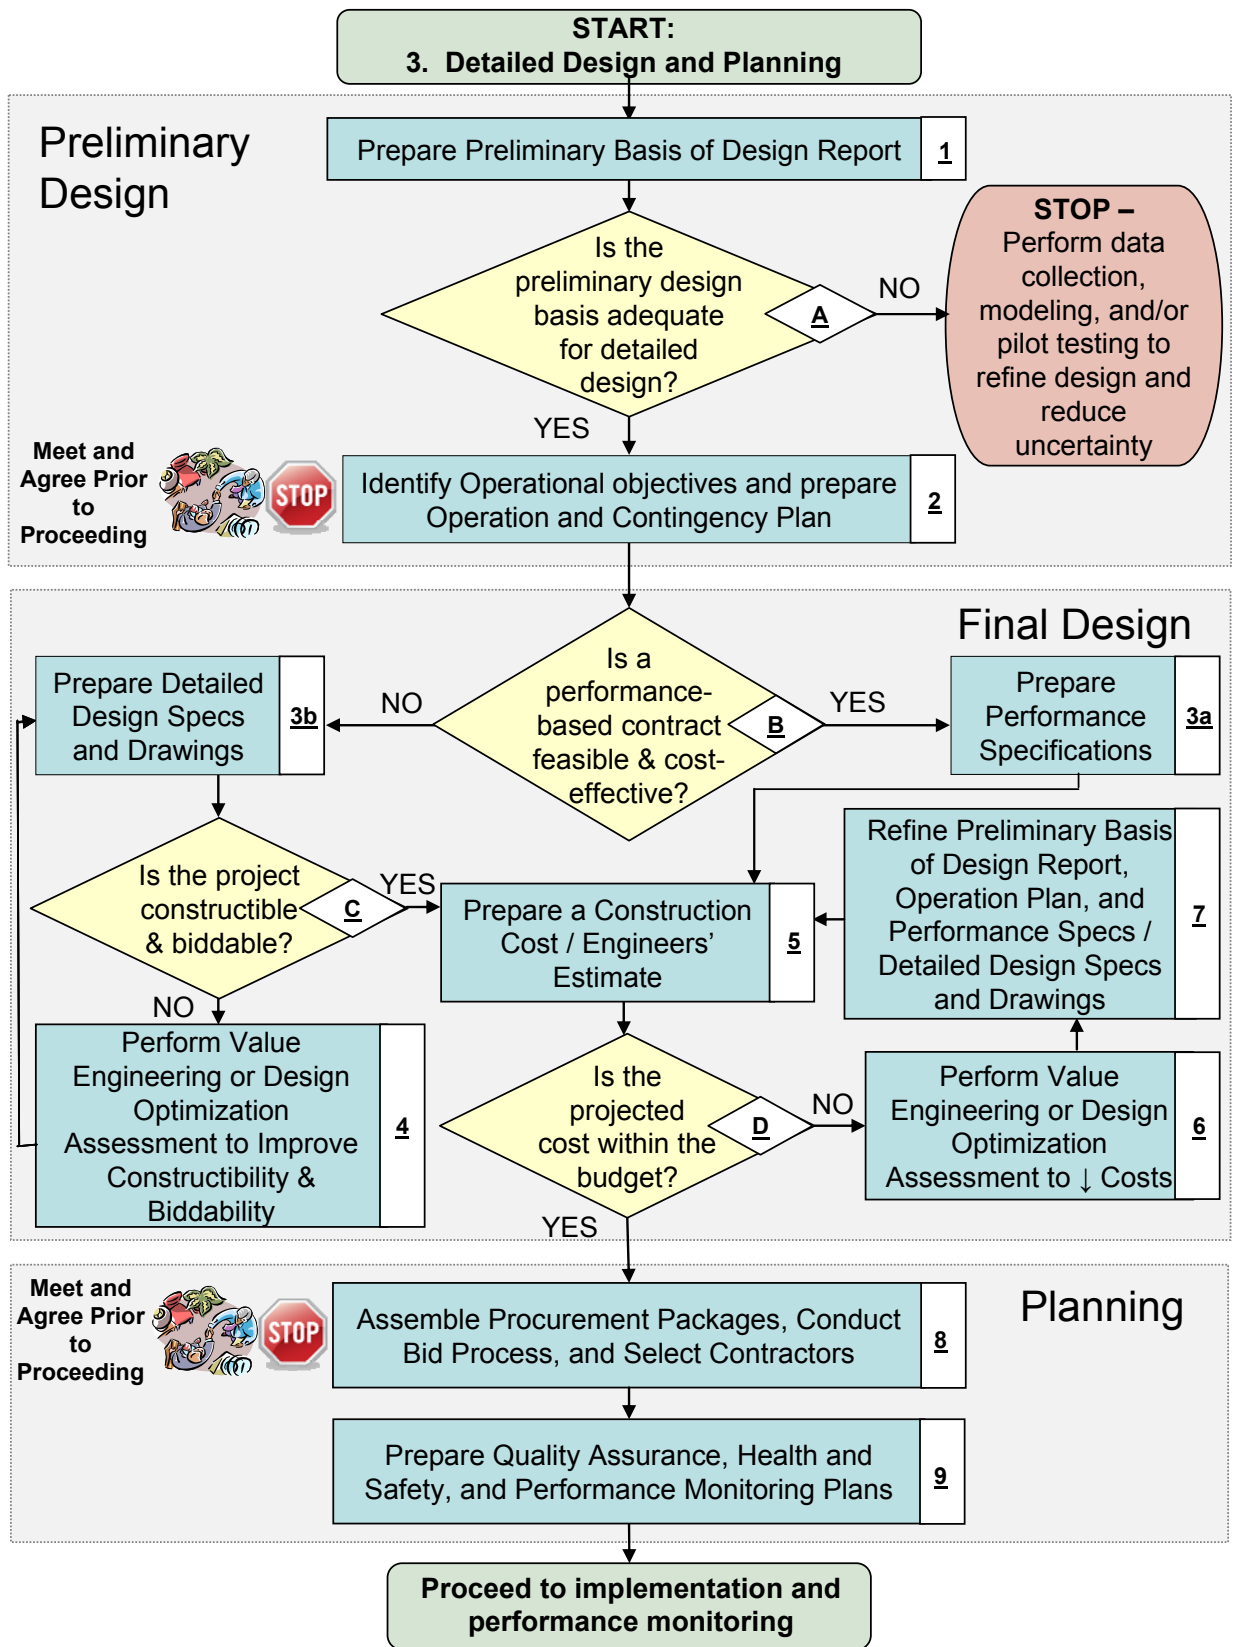 START:
3.  Detailed Design and Planning
Preliminary
Design
Prepare Preliminary Basis of Design Report
1
Is the
preliminary design
basis adequate
for detailed
design?
A
NO
STOP –
Perform data
collection,
modeling, and/or
pilot testing to
refine design and
reduce
uncertainty
YES
Meet and
Agree Prior
to
Proceeding
STOP
Identify Operational objectives and prepare
Operation and Contingency Plan
2
Final Design
Is a
performance-
based contract
feasible & cost-
effective?
B
NO
YES
Prepare Detailed
Design Specs
and Drawings
3b
Prepare
Performance
Specifications
3a
Is the project
constructible
& biddable?
C
YES
NO
Prepare a Construction
Cost / Engineers’
Estimate
5
Refine Preliminary Basis
of Design Report,
Operation Plan, and
Performance Specs /
Detailed Design Specs
and Drawings
7
Perform Value
Engineering or Design
Optimization
Assessment to Improve
Constructibility &
Biddability
4
Is the
projected
cost within the
budget?
D
NO
YES
Perform Value
Engineering or Design
Optimization
Assessment to ↓ Costs
6
Meet and
Agree Prior
to
Proceeding
STOP
Planning
Assemble Procurement Packages, Conduct
Bid Process, and Select Contractors
8
Prepare Quality Assurance, Health and
Safety, and Performance Monitoring Plans
9
Proceed to implementation and
performance monitoring